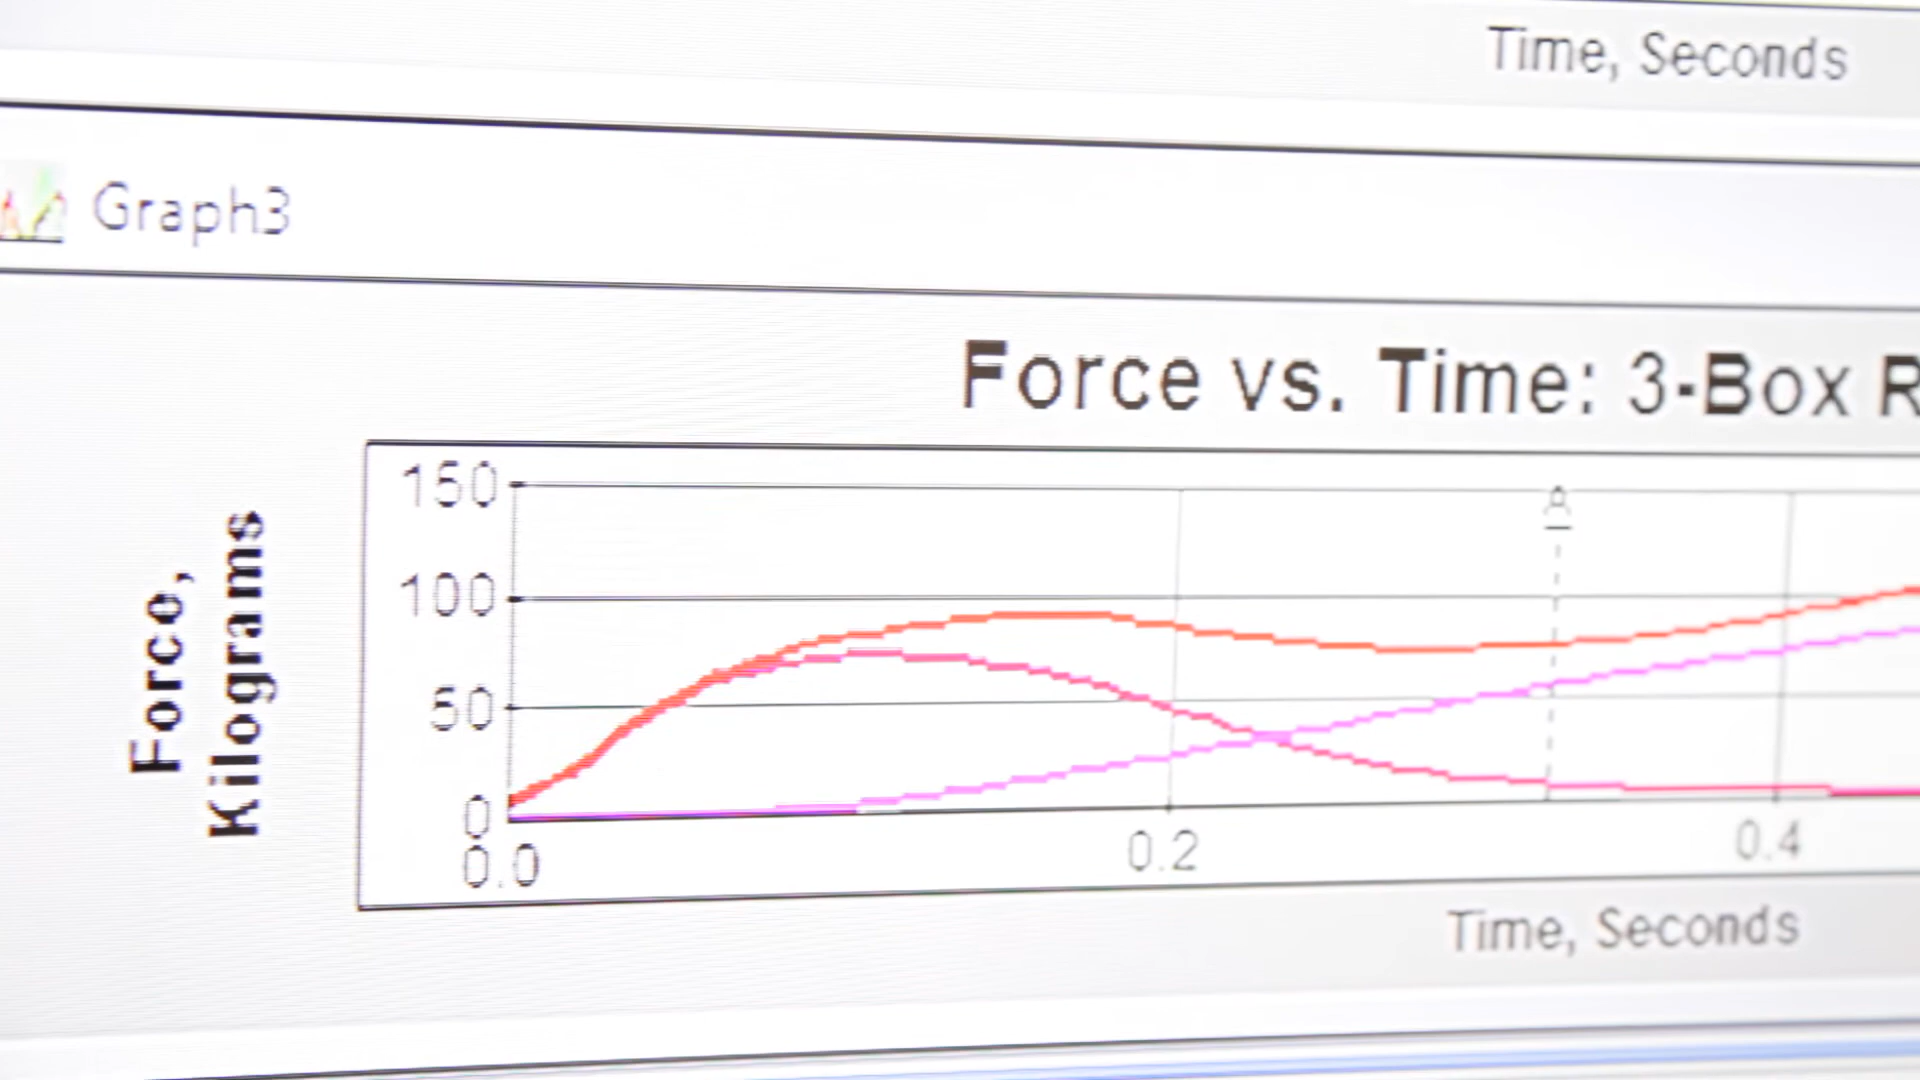 Time, Seconds
Graph3
Force vs. Time: 3-Box
Force,
Kilograms
150
100
50
0
A
0.0
0.2
0.4
Time, Seconds